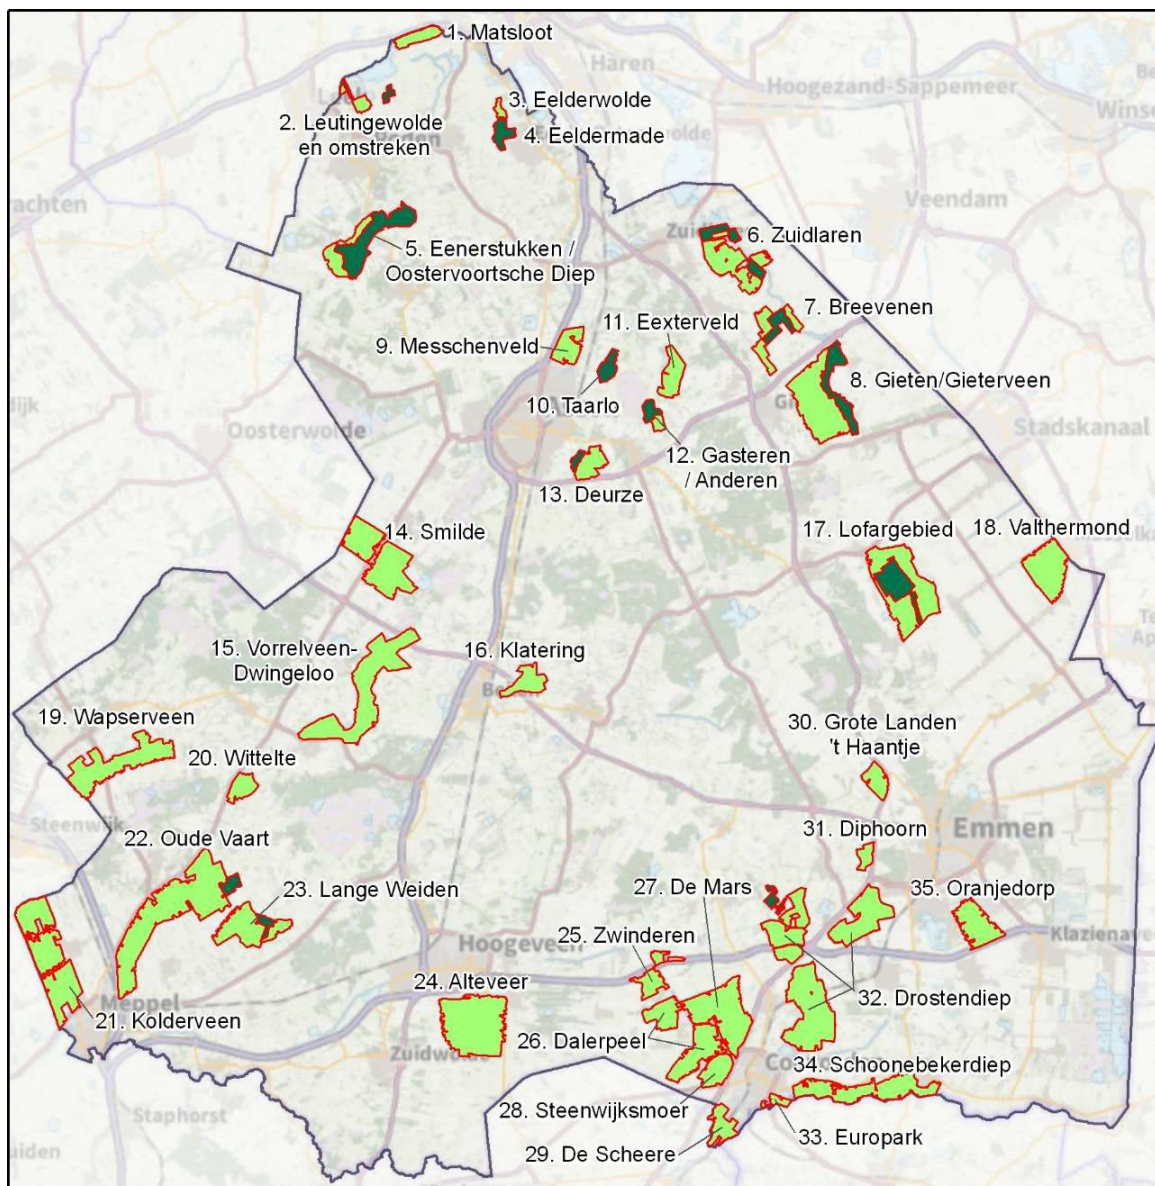 1. Matsloot
Haren
Hoogezand-Sappemeer
Winsc
3. Eelderwolde
2. Leutingewolde
en omstreken
4. Eeldermade
Roden
Veendam
achten
6. Zuidlaren
5. Eenerstukken /
Oostervoortsche Diep
7. Breevenen
11. Eexterveld
9. Messchenveld
8. Gieten/Gieterveen
10. Taarlo
dijk
Oosterwolde
Stadskanaal
12. Gasteren
/ Anderen
13. Deurze
14. Smilde
17. Lofargebied
18. Valthermond
15. Vorrelveen-
Dwingeloo
16. Klatering
19. Wapserveen
30. Grote Landen
't Haantje
20. Wittelte
Steenwijk
22. Oude Vaart
31. Diphoorn
Emmen
23. Lange Weiden
27. De Mars
35. Oranjedorp
25. Zwinderen
Hoogeveen
Klazienaveen
24. Alteveer
Meppel
21. Kolderveen
32. Drostendiep
26. Dalerpeel
Zuidwolde
34. Schoonebekerdiep
28. Steenwijksmoer
Staphorst
33. Europark
29. De Scheere